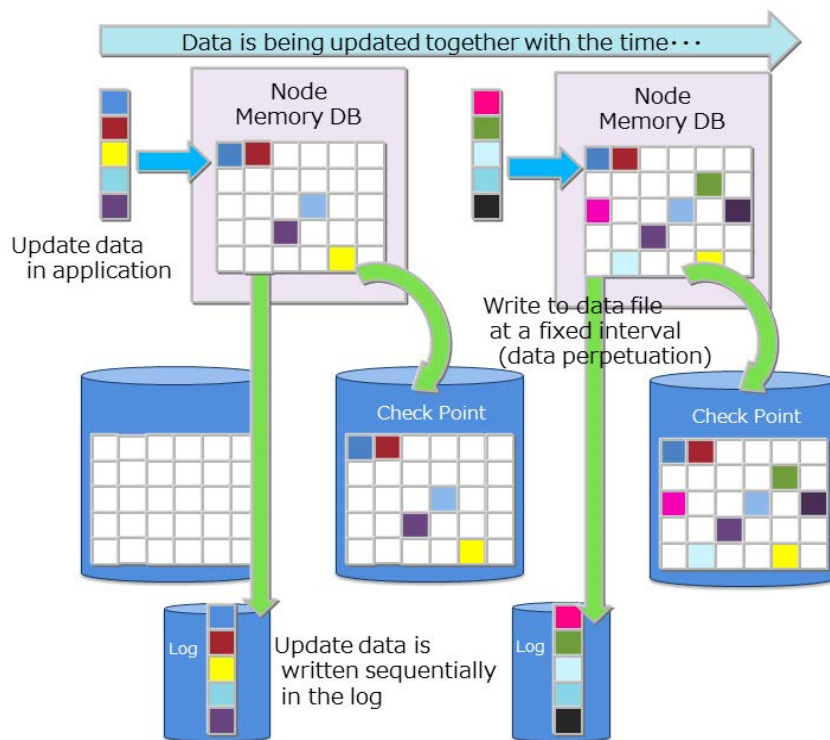 Data is being updated together with the time･･･
Node
Memory DB
Node
Memory DB
Update data
in application
Write to data file
at a fixed interval
(data perpetuation)
Check Point
Check Point
Log
Update data is
written sequentially
in the log
Log